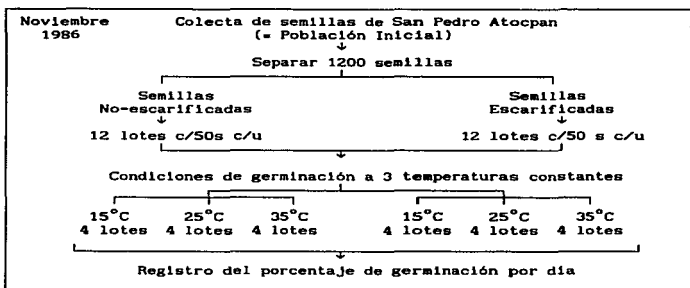 Noviembre Colecta de semillas de San Pedro Atocpan
1986 (= Población Inicial)
Separar 1200 semillas
Semillas Semillas
No-escarificadas Escarificadas
12 lotes c/50s c/u 12 lotes c/50 s c/u
Condiciones de germinación a 3 temperaturas constantes
15°C 25°C 35°C 15°C 25°C 35°C
4 lotes 4 lotes 4 lotes 4 lotes 4 lotes 4 lotes
Registro del porcentaje de germinación por día